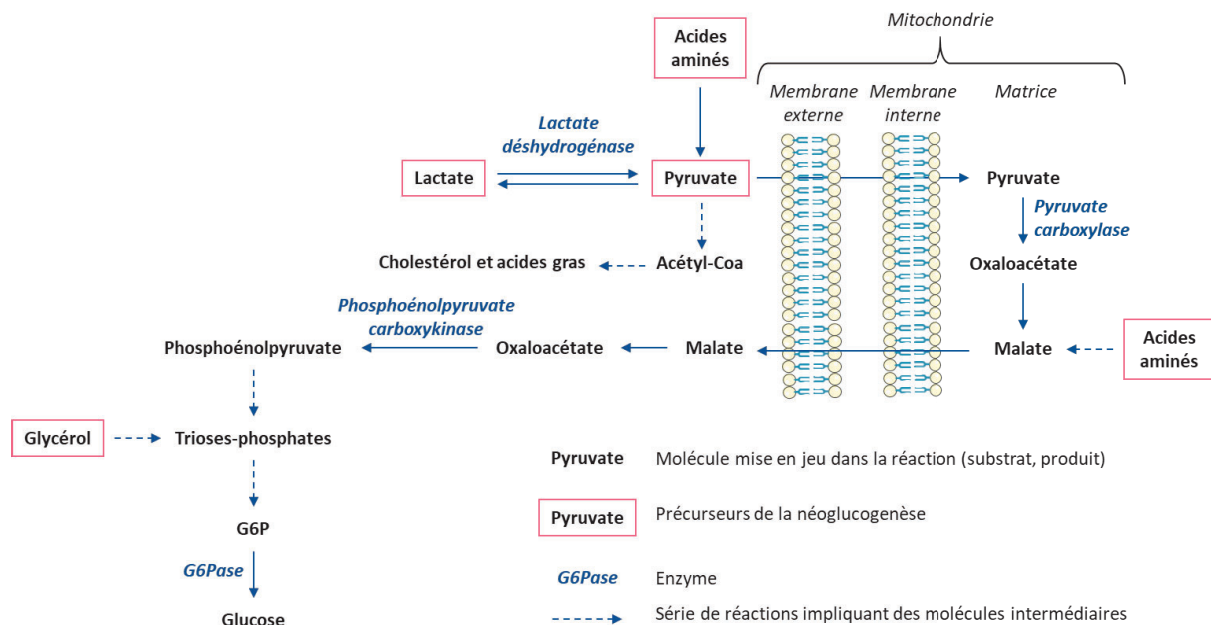 Mitochondrie
Acides
aminés
Membrane
externe
Membrane
interne
Matrice
Lactate
déshydrogénase
Lactate
Pyruvate
Pyruvate
Pyruvate
carboxylase
Cholestérol et acides gras
Acétyl-Coa
Oxaloacétate
Phosphoénolpyruvate
carboxykinase
Phosphoénolpyruvate
Oxaloacétate
Malate
Malate
Acides
aminés
Glycérol
Trioses-phosphates
Pyruvate
Molécule mise en jeu dans la réaction (substrat, produit)
G6P
Pyruvate
Précurseurs de la néoglucogenèse
G6Pase
G6Pase
Enzyme
Glucose
Série de réactions impliquant des molécules intermédiaires